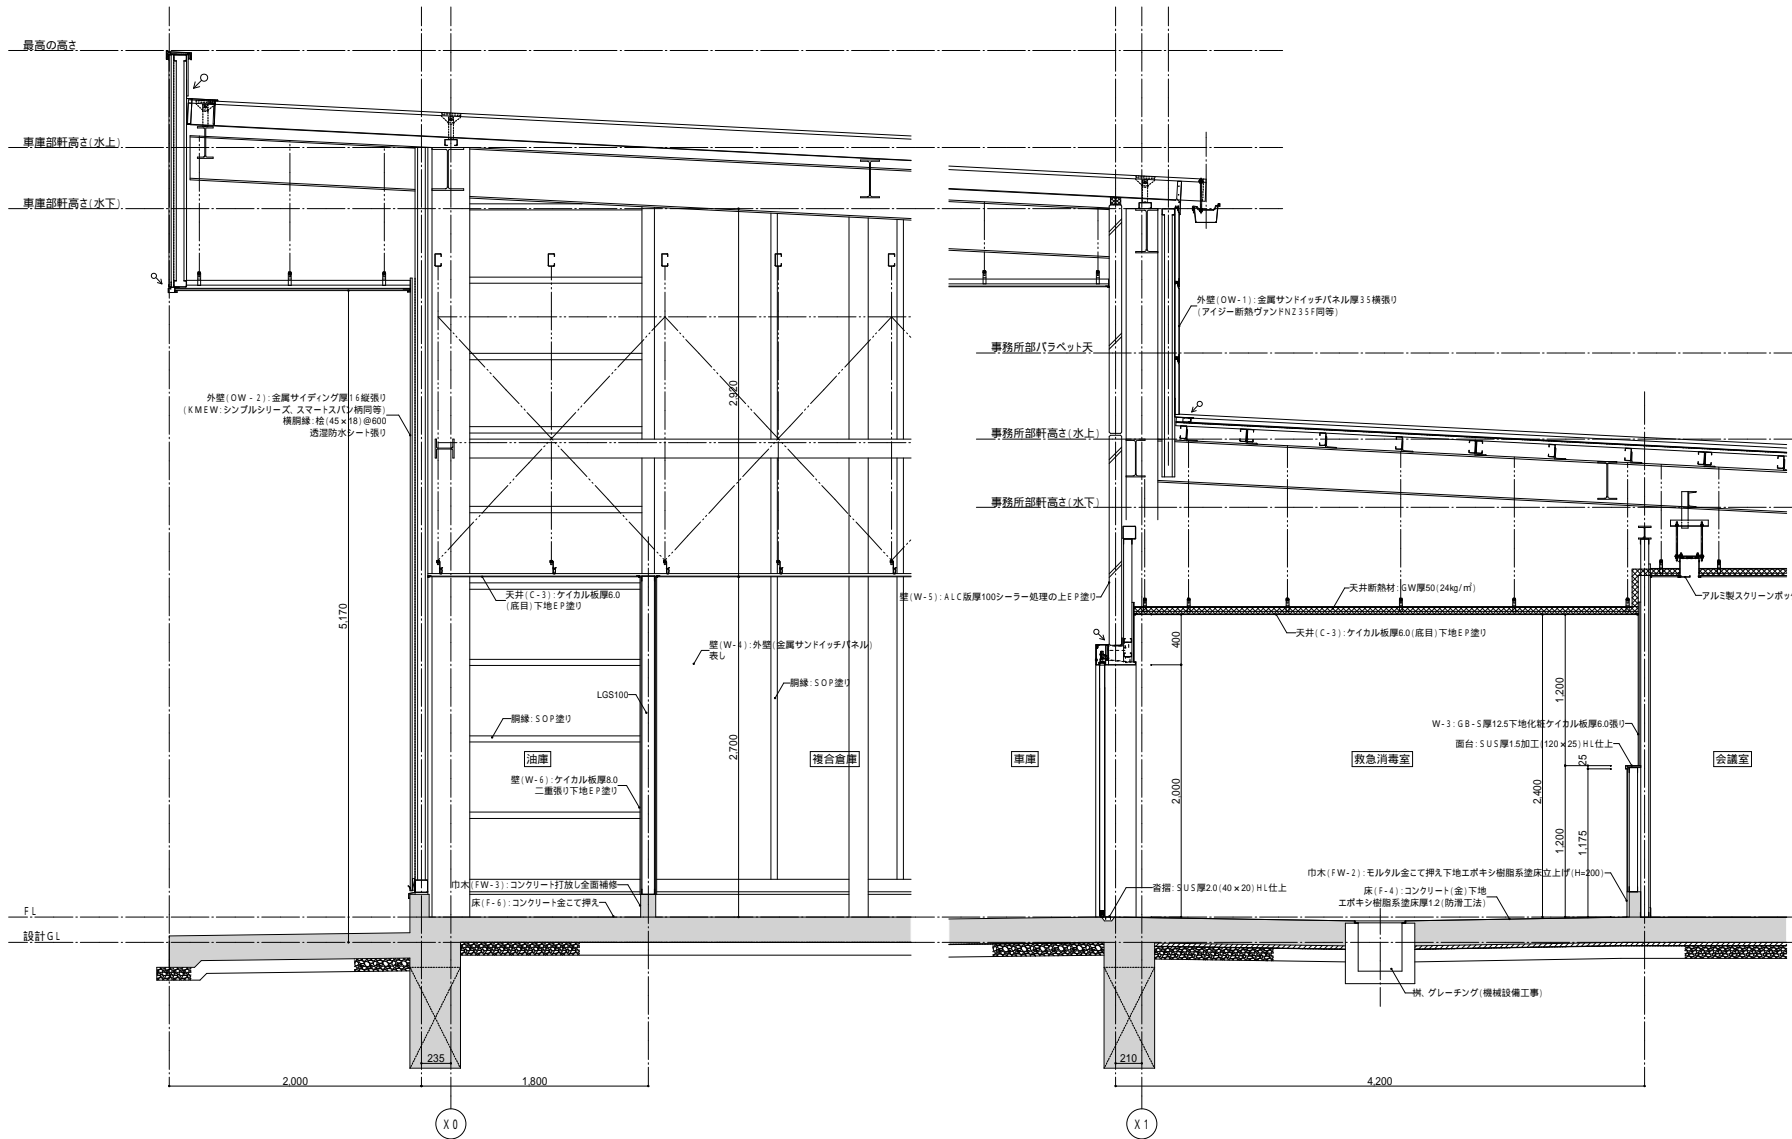 最高の高さ
車庫部軒高さ(水上)
車庫部軒高さ(水下)
外壁(OW-2):金属サイディング厚16縦張り
(KMEW:シンプルシリーズ、スマートスパン柄同等)
横胴縁:桧(45×18)@600
透湿防水シート張り
5,170
2,920
天井(C-3):ケイカル板厚6.0
(底目)下地EP塗り
壁(W-4):外壁(金属サンドイッチパネル)
表し
LGS100
胴縁:SOP塗り
胴縁:SOP塗り
2,700
油庫
複合倉庫
壁(W-6):ケイカル板厚8.0
二重張り下地EP塗り
巾木(FW-3):コンクリート打放し全面補修
床(F-6):コンクリート金こて押え
FL
設計GL
235
2,000
1,800
X0
外壁(OW-1):金属サンドイッチパネル厚35横張り
(アイジー断熱ヴァンドNZ35F同等)
事務所部パラペット天
事務所部軒高さ(水上)
事務所部軒高さ(水下)
壁(W-5):ALC版厚100シーラー処理の上EP塗り
天井断熱材:GW厚50(24kg/㎡)
アルミ製スクリーンボッ
天井(C-3):ケイカル板厚6.0(底目)下地EP塗り
400
1,200
W-3:GB-S厚12.5下地化粧ケイカル板厚6.0張り
面台:SUS厚1.5加工(120×25)HL仕上
25
車庫
救急消毒室
会議室
2,000
2,400
1,200
1,175
巾木(FW-2):モルタル金こて押え下地エポキシ樹脂系塗床立上げ(H=200)
沓摺:SUS厚2.0(40×20)HL仕上
床(F-4):コンクリート(金)下地
エポキシ樹脂系塗床厚1.2(防滑工法)
桝、グレーチング(機械設備工事)
210
4,200
X1